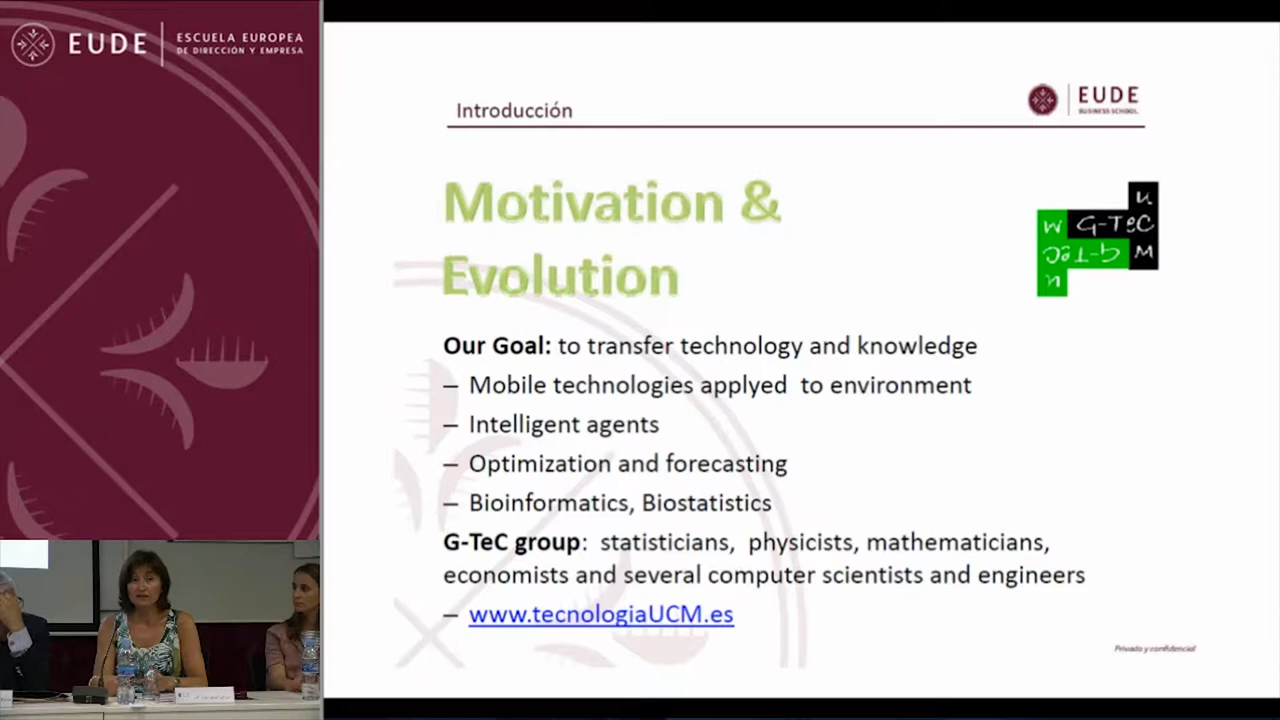 EUDE
ESCUELA EUROPEA
DE DIRECCIÓN Y EMPRESA
Introducción
EUDE
BUSINESS SCHOOL
Motivation &
Evolution
U
W G-TeC
G-TeC M
U
Our Goal: to transfer technology and knowledge
– Mobile technologies applyed to environment
– Intelligent agents
– Optimization and forecasting
– Bioinformatics, Biostatistics
G-TeC group: statisticians, physicists, mathematicians,
economists and several computer scientists and engineers
– www.tecnologiaUCM.es
Privado y confidencial